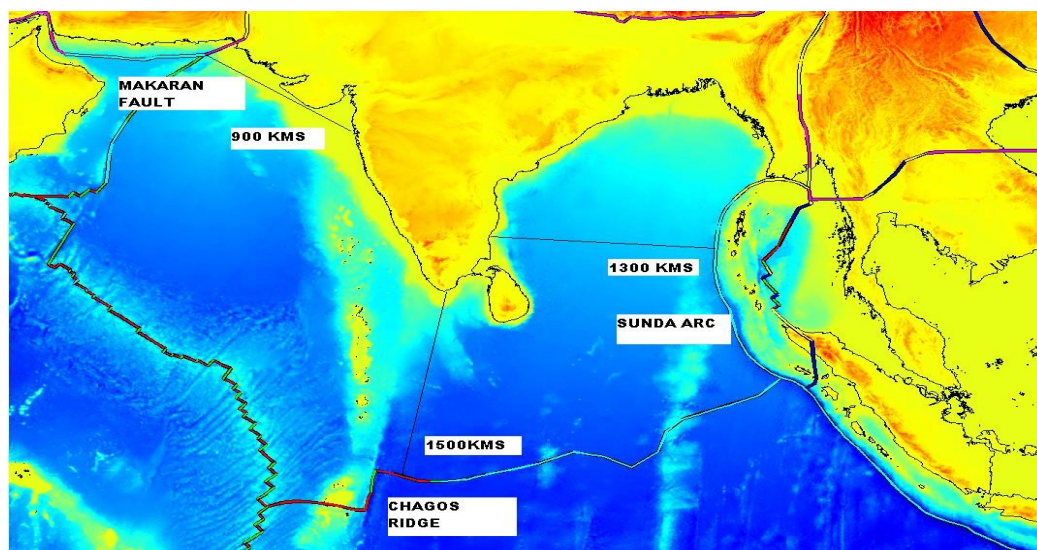 MAKARAN
FAULT
900 KMS
1300 KMS
SUNDA ARC
1500KMS
CHAGOS
RIDGE